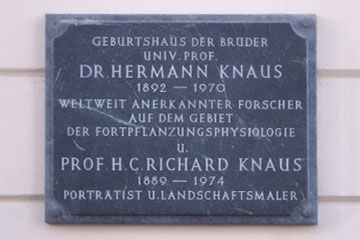 GEBURTSHAUS DER BRÜDER
UNIV. PROF.
DR. HERMANN KNAUS
1892 — 1970
WELTWEIT ANERKANNTER FORSCHER
AUF DEM GEBIET
DER FORTPFLANZUNGSPHYSIOLOGIE
U.
PROF. H.C. RICHARD KNAUS
1889 — 1974
PORTRÄTIST U. LANDSCHAFTSMALER